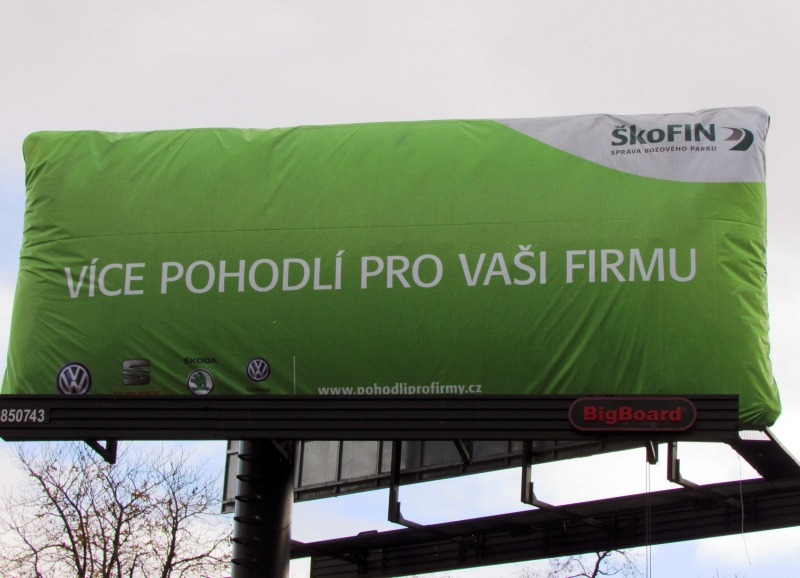 ŠkoFIN
SPRÁVA VOZOVÉHO PARKU
VÍCE POHODLÍ PRO VAŠI FIRMU
ŠKODA
www.pohodliprofirmy.cz
850743
BigBoard